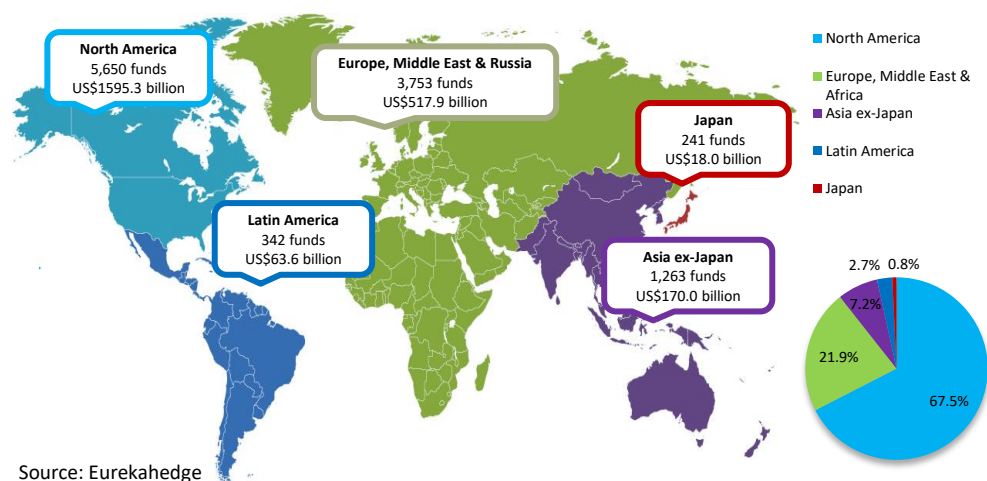 North America
5,650 funds
US$1595.3 billion
Europe, Middle East & Russia
3,753 funds
US$517.9 billion
Japan
241 funds
US$18.0 billion
Latin America
342 funds
US$63.6 billion
Asia ex-Japan
1,263 funds
US$170.0 billion
North America
Europe, Middle East &
Africa
Asia ex-Japan
Latin America
Japan
2.7%
0.8%
7.2%
21.9%
67.5%
Source: Eurekahedge